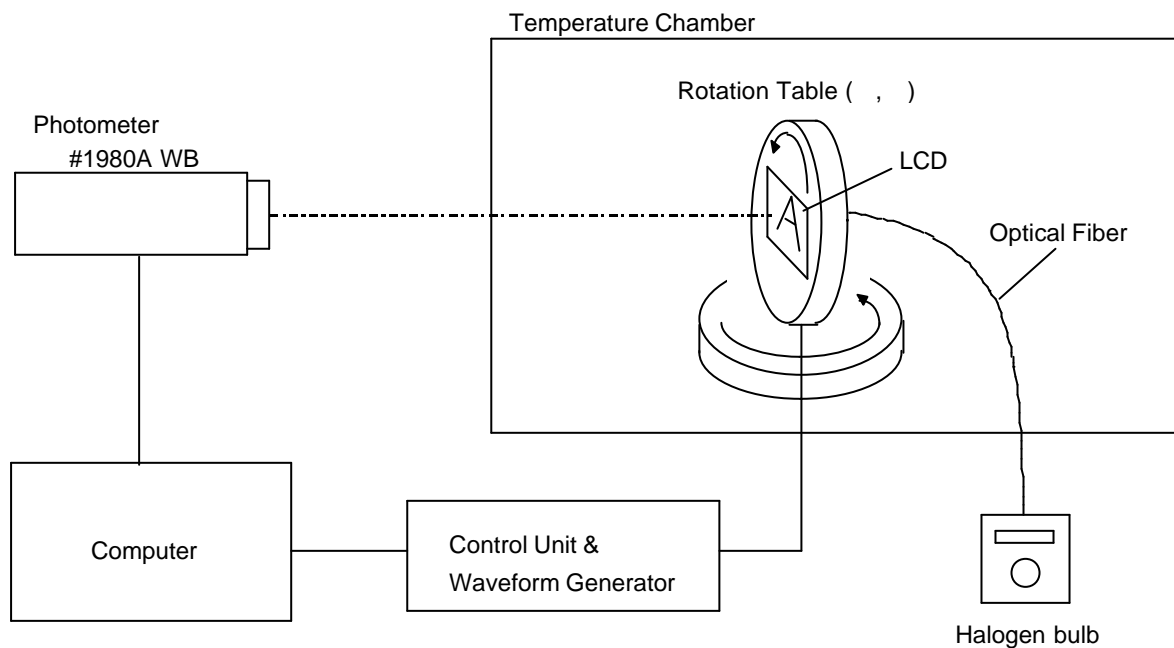 Temperature Chamber
Rotation Table ( , )
Photometer
#1980A WB
LCD
A
Optical Fiber
Computer
Control Unit &
Waveform Generator
Halogen bulb